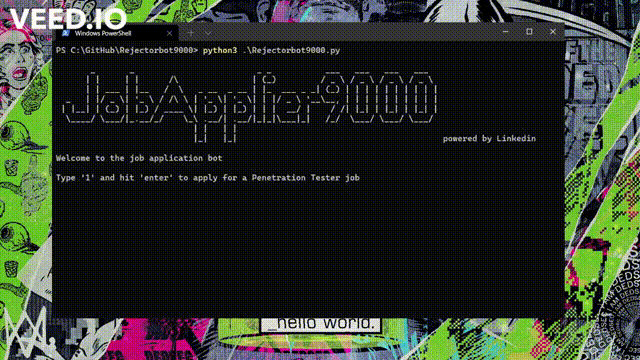 VEED.IO
Windows PowerShell
PS C:\GitHub\Rejectorbot9000> python3 .\Rejectorbot9000.py
JobApplier9000
powered by Linkedin
Welcome to the job application bot
Type '1' and hit 'enter' to apply for a Penetration Tester job
_hello world.